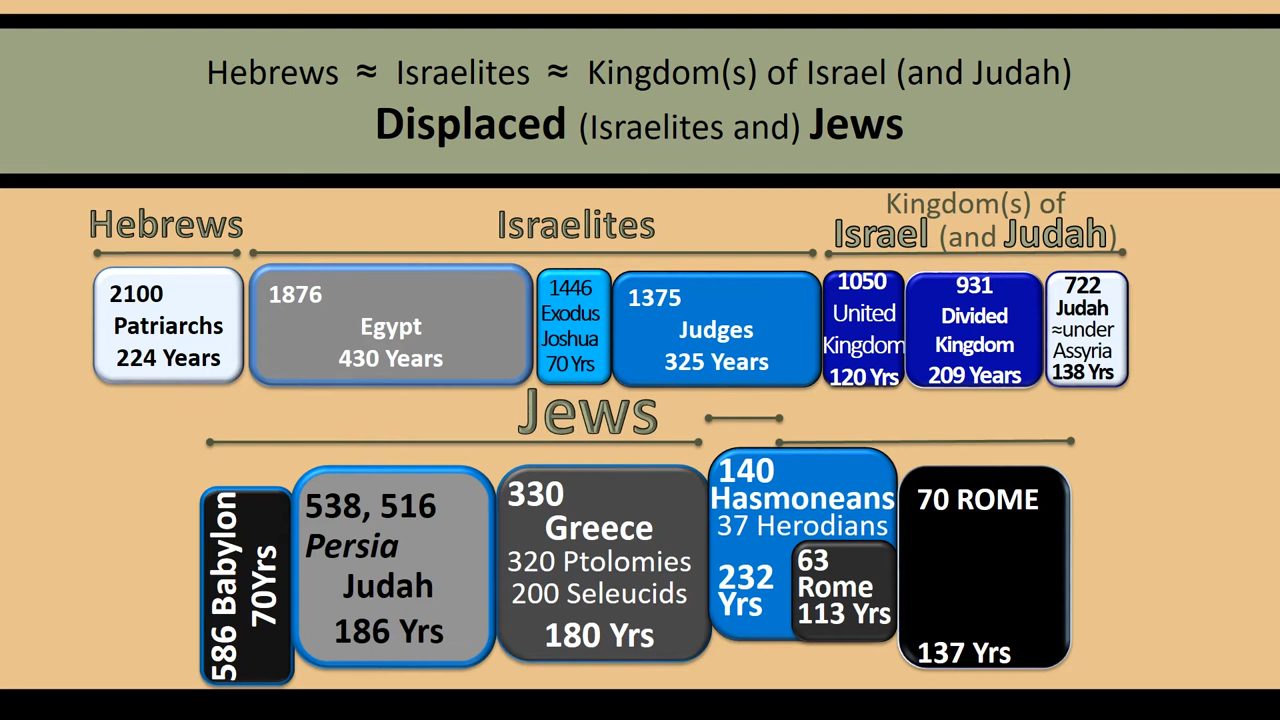 Hebrews ≈ Israelites ≈ Kingdom(s) of Israel (and Judah)
Displaced (Israelites and) Jews
Hebrews
Israelites
Kingdom(s) of
Israel (and Judah)
2100
Patriarchs
224 Years
1876
Egypt
430 Years
1446
Exodus
Joshua
70 Yrs
1375
Judges
325 Years
1050
United
Kingdom
120 Yrs
931
Divided
Kingdom
209 Years
722
Judah
≈under
Assyria
138 Yrs
Jews
586 Babylon
70Yrs
538, 516
Persia
Judah
186 Yrs
330
Greece
320 Ptolomies
200 Seleucids
180 Yrs
140
Hasmoneans
37 Herodians
232
Yrs
63
Rome
113 Yrs
70 ROME
137 Yrs